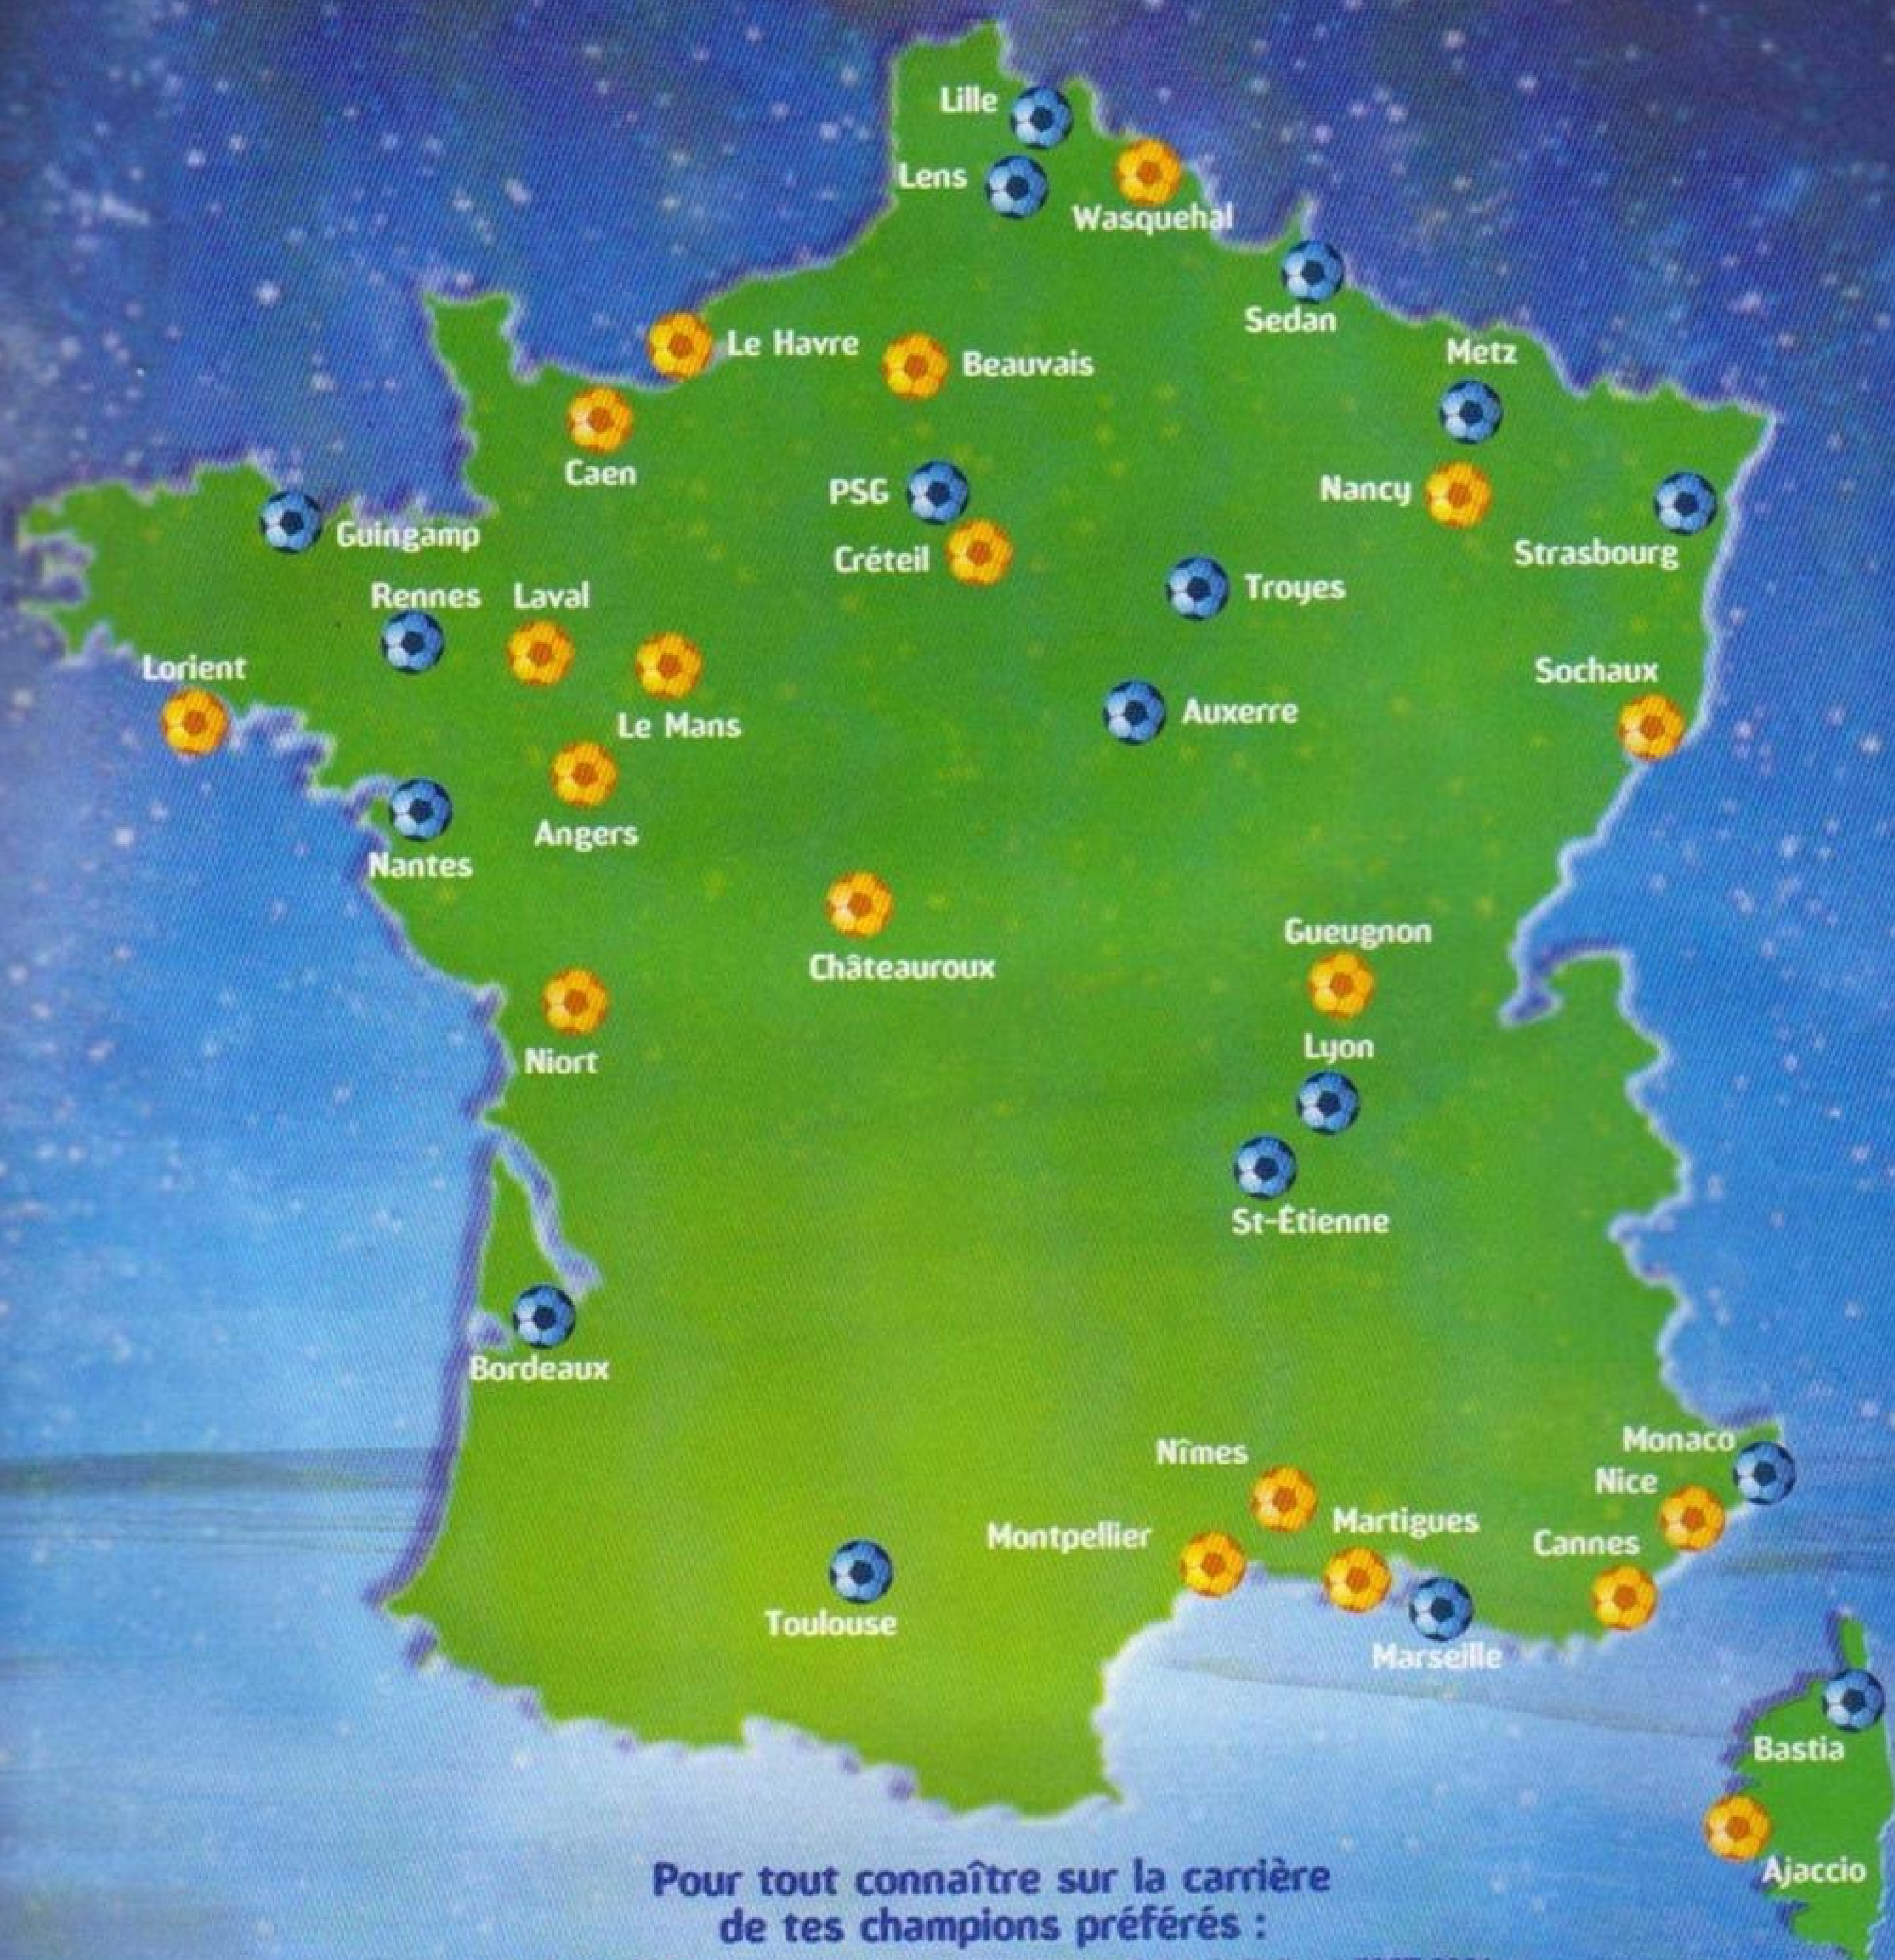 Lille
Lens
Wasquehal
Sedan
Le Havre
Beauvais
Metz
Caen
PSG
Nancy
Guingamp
Créteil
Strasbourg
Rennes
Laval
Troyes
Lorient
Sochaux
Le Mans
Auxerre
Angers
Nantes
Châteauroux
Gueugnon
Niort
Lyon
St-Étienne
Bordeaux
Monaco
Nîmes
Nice
Martigues
Montpellier
Cannes
Toulouse
Marseille
Bastia
Ajaccio
Pour tout connaître sur la carrière
de tes champions préférés :